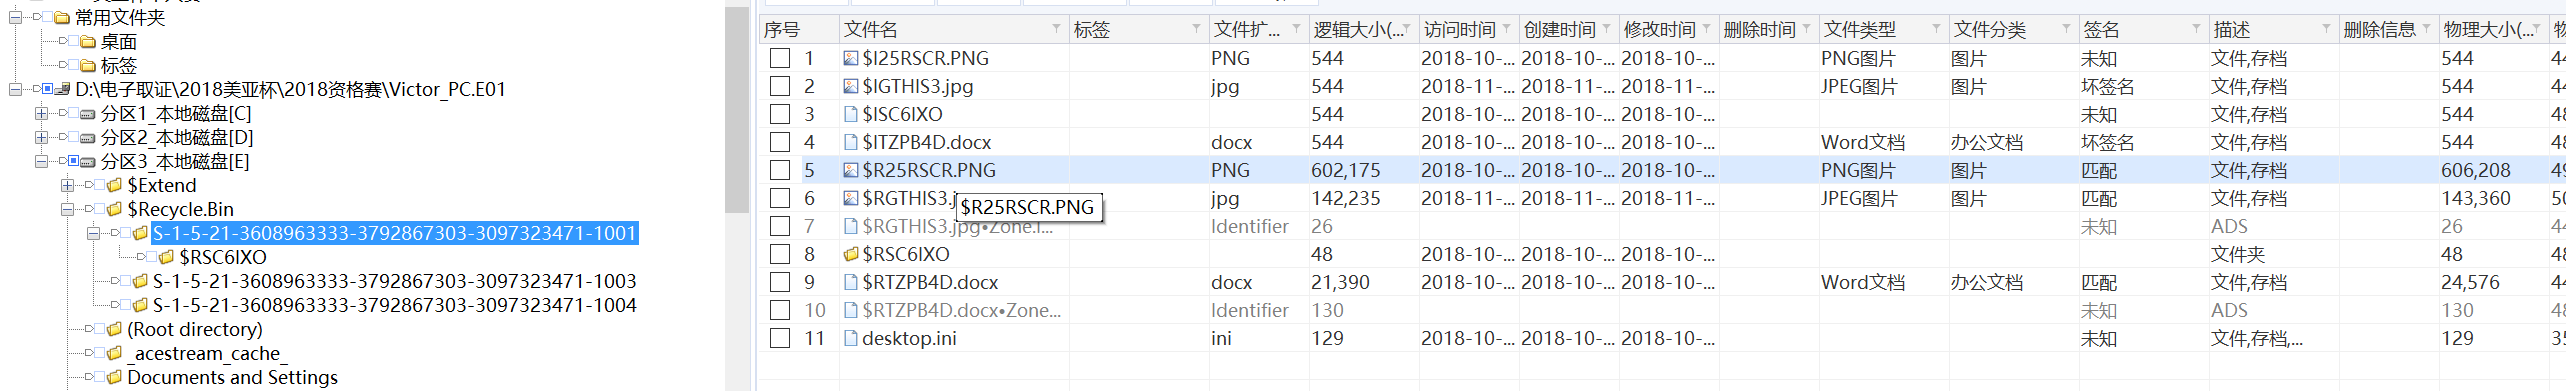 常用文件夹
桌面
标签
D:\电子取证\2018美亚杯\2018资格赛\Victor_PC.E01
分区1_本地磁盘[C]
分区2_本地磁盘[D]
分区3_本地磁盘[E]
$Extend
$Recycle.Bin
S-1-5-21-3608963333-3792867303-3097323471-1001
$RSC6IXO
S-1-5-21-3608963333-3792867303-3097323471-1003
S-1-5-21-3608963333-3792867303-3097323471-1004
(Root directory)
_acestream_cache_
Documents and Settings
序号 文件名 标签 文件扩... 逻辑大小(... 访问时间 创建时间 修改时间 删除时间 文件类型 文件分类 签名 描述 删除信息 物理大小(...
1 $I25RSCR.PNG PNG 544 2018-10-... 2018-10-... 2018-10-... PNG图片 图片 未知 文件,存档 544
2 $IGTHIS3.jpg jpg 544 2018-11-... 2018-11-... 2018-11-... JPEG图片 图片 坏签名 文件,存档 544
3 $ISC6IXO 544 2018-10-... 2018-10-... 2018-10-... 未知 文件,存档 544
4 $ITZPB4D.docx docx 544 2018-10-... 2018-10-... 2018-10-... Word文档 办公文档 坏签名 文件,存档 544
5 $R25RSCR.PNG PNG 602,175 2018-10-... 2018-10-... 2018-10-... PNG图片 图片 匹配 文件,存档 606,208
6 $RGTHIS3.j jpg 142,235 2018-11-... 2018-11-... 2018-11-... JPEG图片 图片 匹配 文件,存档 143,360
$R25RSCR.PNG
7 $RGTHIS3.jpg•Zone.I... Identifier 26 未知 ADS 26
8 $RSC6IXO 48 2018-10-... 2018-10-... 2018-10-... 文件夹 48
9 $RTZPB4D.docx docx 21,390 2018-10-... 2018-10-... 2018-10-... Word文档 办公文档 匹配 文件,存档 24,576
10 $RTZPB4D.docx•Zone... Identifier 130 未知 ADS 130
11 desktop.ini ini 129 2018-10-... 2018-10-... 2018-10-... 未知 文件,存档,... 129